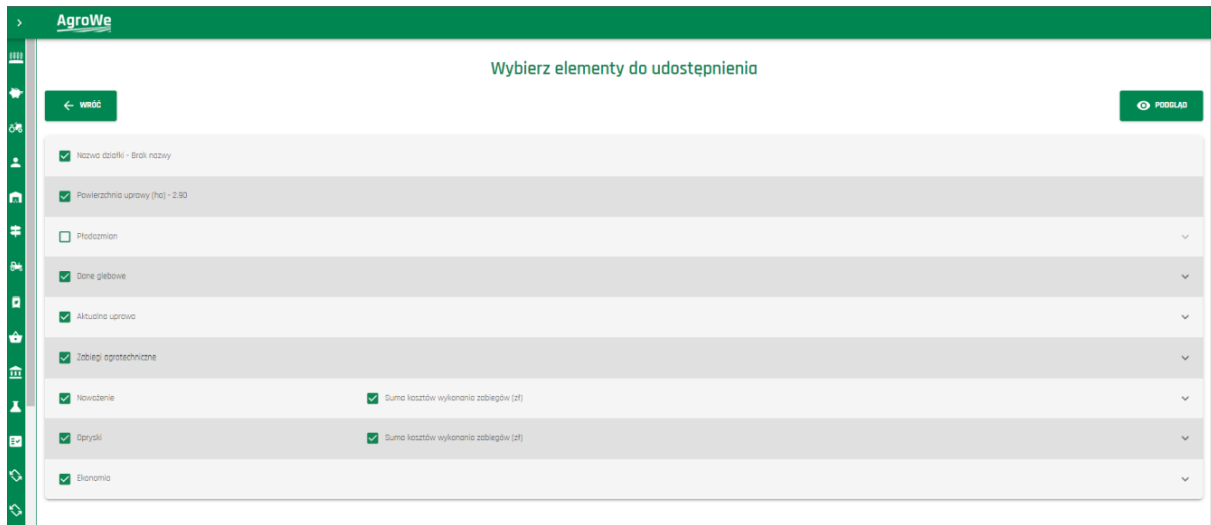 AgroWe
Wybierz elementy do udostępnienia
WRÓĆ
PODGLĄD
Nazwa działki - Brak nazwy
Powierzchnia uprawy (ha) - 2.90
Płodozmian
Dane glebowe
Aktualna uprawa
Zabiegi agrotechniczne
Nawożenie Suma kosztów wykonania zabiegów (zł)
Opryski Suma kosztów wykonania zabiegów (zł)
Ekonomia